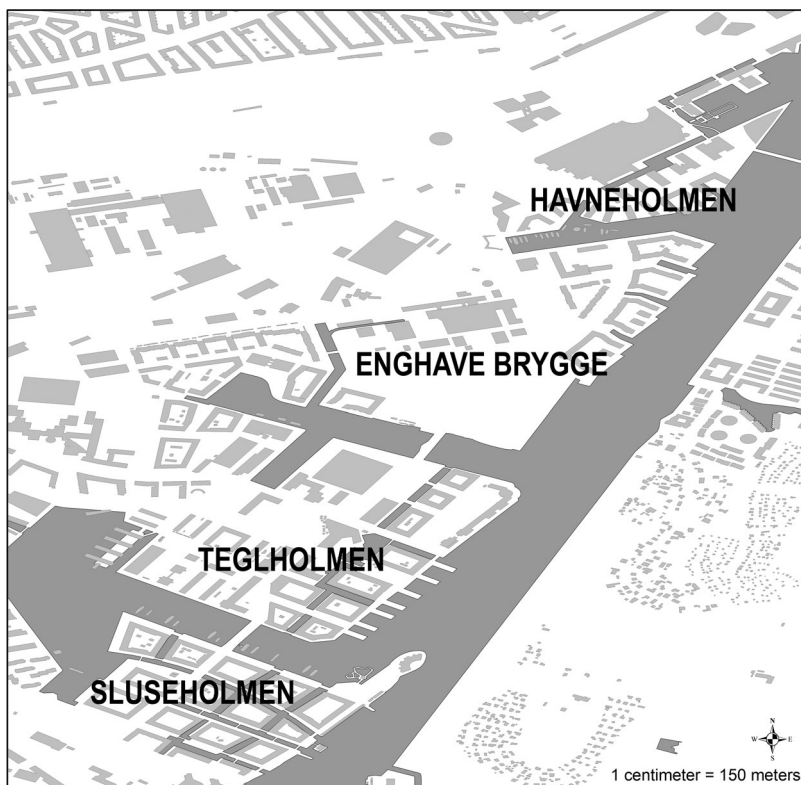 HAVNEHOLMEN
ENGHAVE BRYGGE
TEGLHOLMEN
SLUSEHOLMEN
N
W E
S
1 centimeter = 150 meters